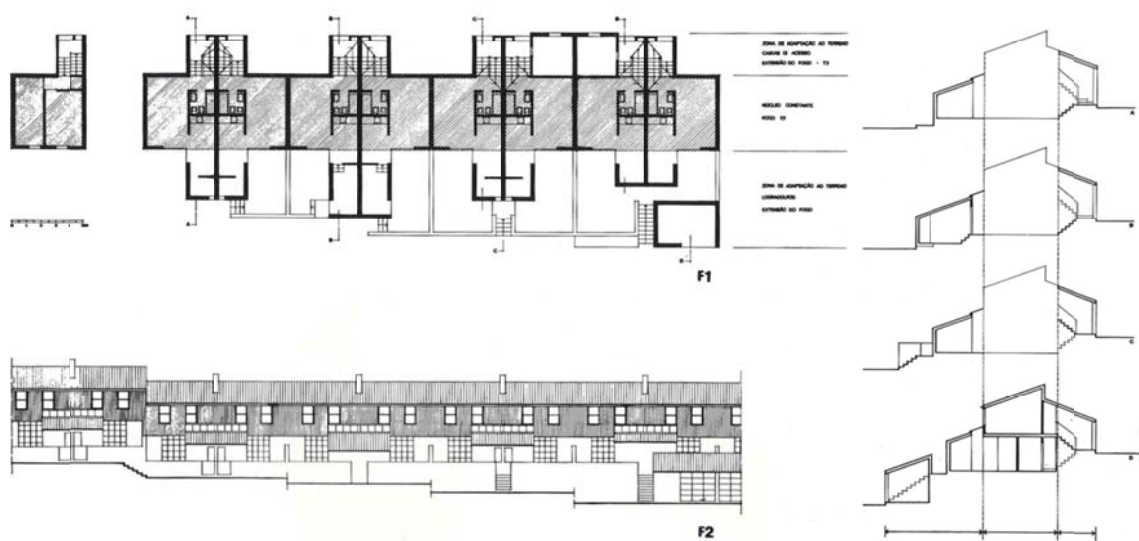 A
B
C
B
ZONA DE ADAPTAÇÃO AO TERRENO
CAIXAS DE ACESSO
EXTENSÃO DO FOGO - T3
NÚCLEO CONSTANTE
FOGO
ZONA DE ADAPTAÇÃO AO TERRENO
LOGRADOUROS
EXTENSÃO DO FOGO
A
B
C
D
F1
F2
A
B
C
D